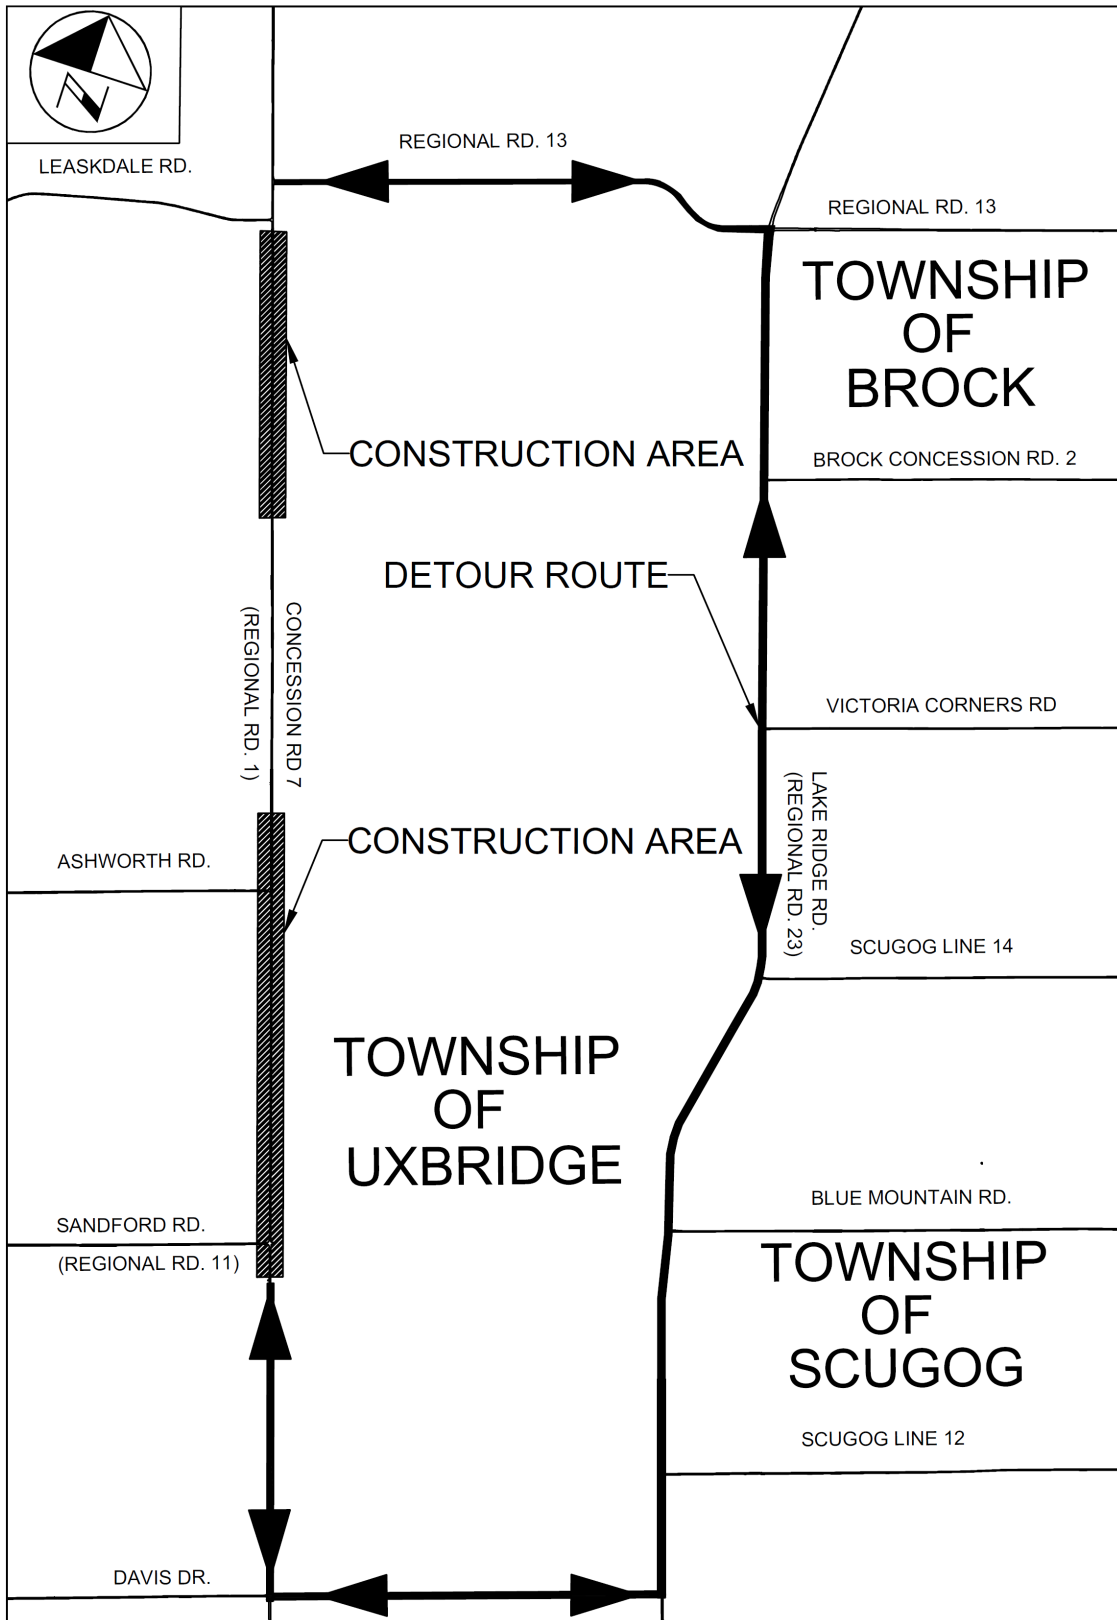 N
LEASKDALE RD.
REGIONAL RD. 13
REGIONAL RD. 13
TOWNSHIP
OF
BROCK
CONSTRUCTION AREA
BROCK CONCESSION RD. 2
DETOUR ROUTE
CONCESSION RD 7
(REGIONAL RD. 1)
VICTORIA CORNERS RD
LAKE RIDGE RD.
(REGIONAL RD. 23)
CONSTRUCTION AREA
ASHWORTH RD.
SCUGOG LINE 14
TOWNSHIP
OF
UXBRIDGE
BLUE MOUNTAIN RD.
SANDFORD RD.
(REGIONAL RD. 11)
TOWNSHIP
OF
SCUGOG
SCUGOG LINE 12
DAVIS DR.